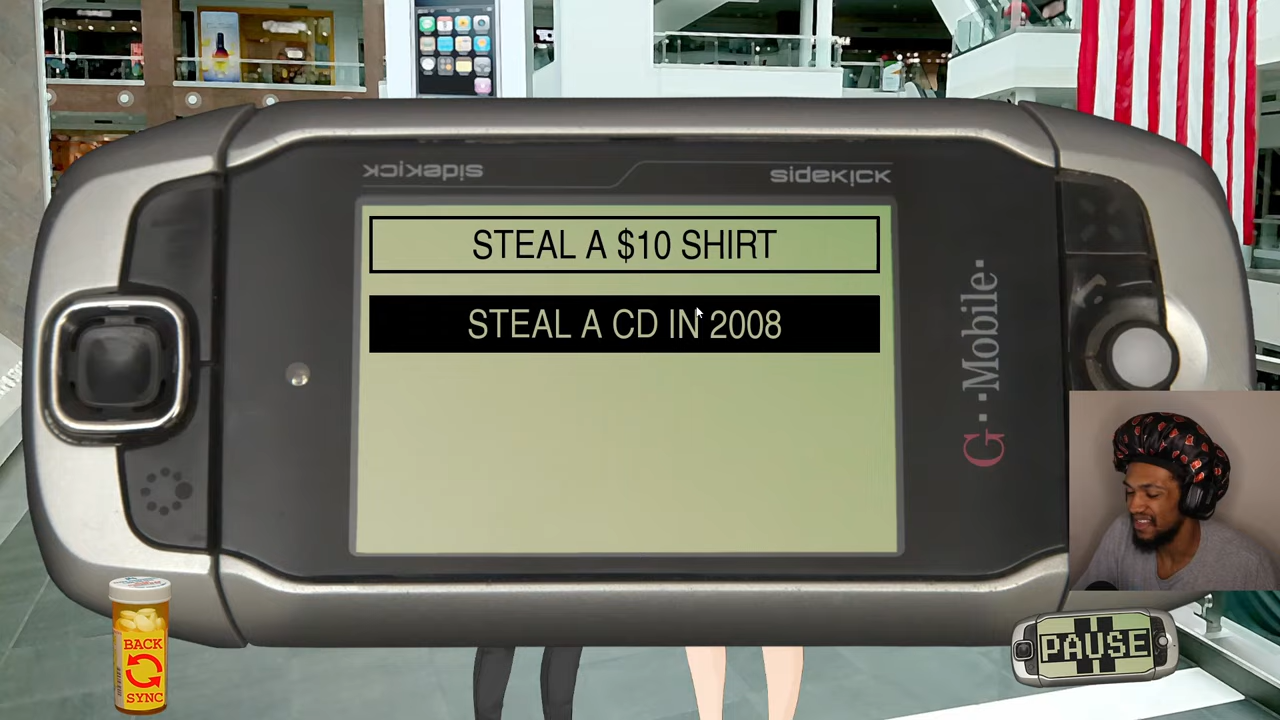 sidekick
sidekick
STEAL A $10 SHIRT
STEAL A CD IN 2008
G··Mobile·
BACK
SYNC
PAUSE